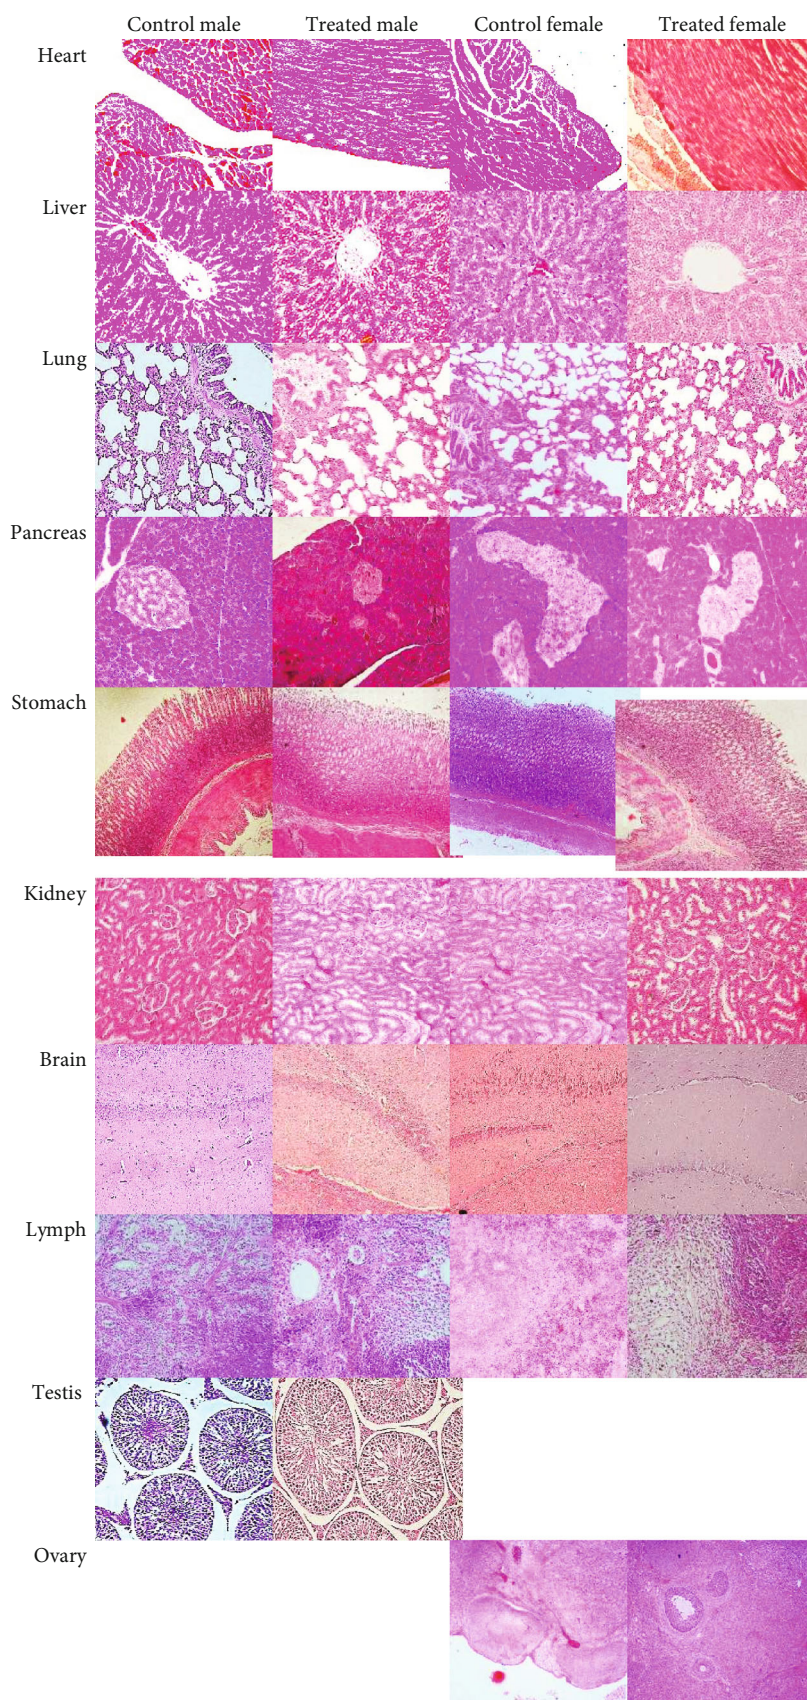 Control male
Treated male
Control female
Treated female
Heart
Liver
Lung
Pancreas
Stomach
Kidney
Brain
Lymph
Testis
Ovary